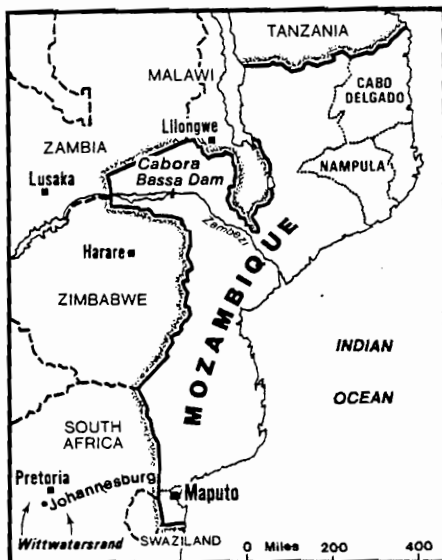 TANZANIA
MALAWI
CABO
DELGADO
Lilongwe
ZAMBIA
Cabora
Bassa Dam
NAMPULA
Lusaka
Zambezi
Harare
MOZAMBIQUE
ZIMBABWE
INDIAN
OCEAN
SOUTH
AFRICA
Pretoria
Johannesburg
Maputo
Wittwatersrand
SWAZILAND
0 Miles 200 400